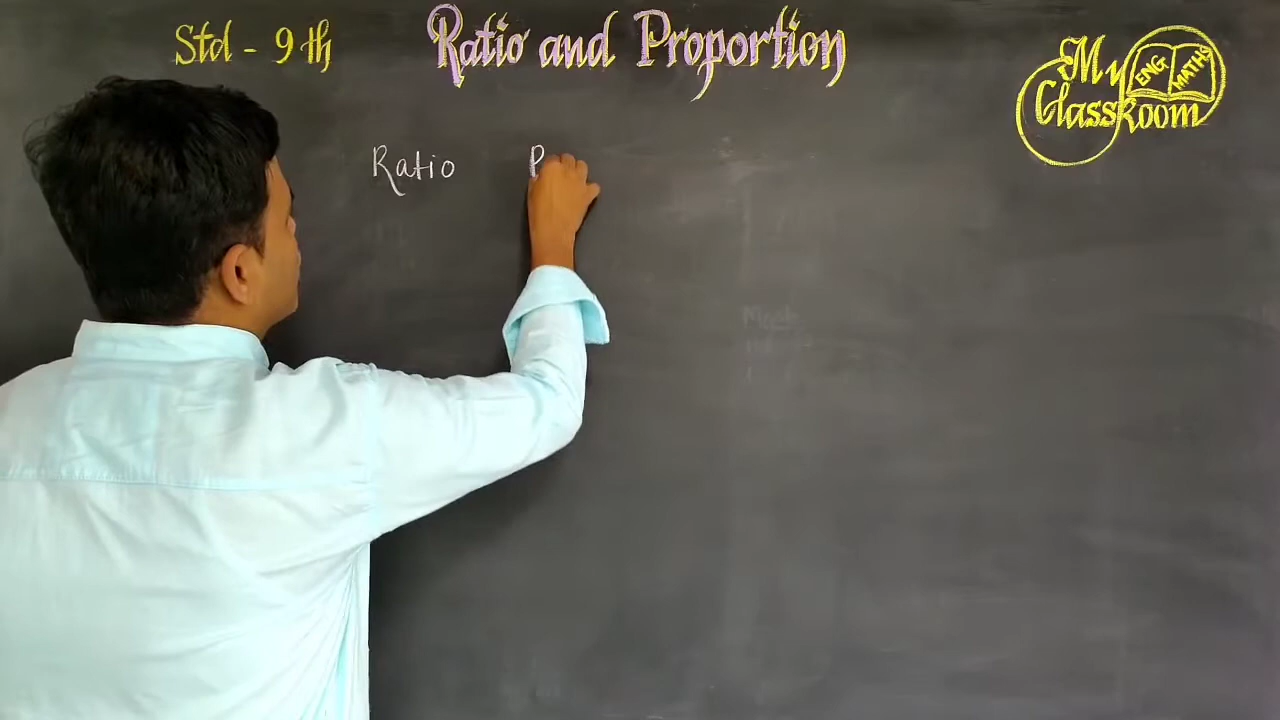 Std - 9 th
Ratio and Proportion
My
Classroom
ENG
MATHS
Ratio P